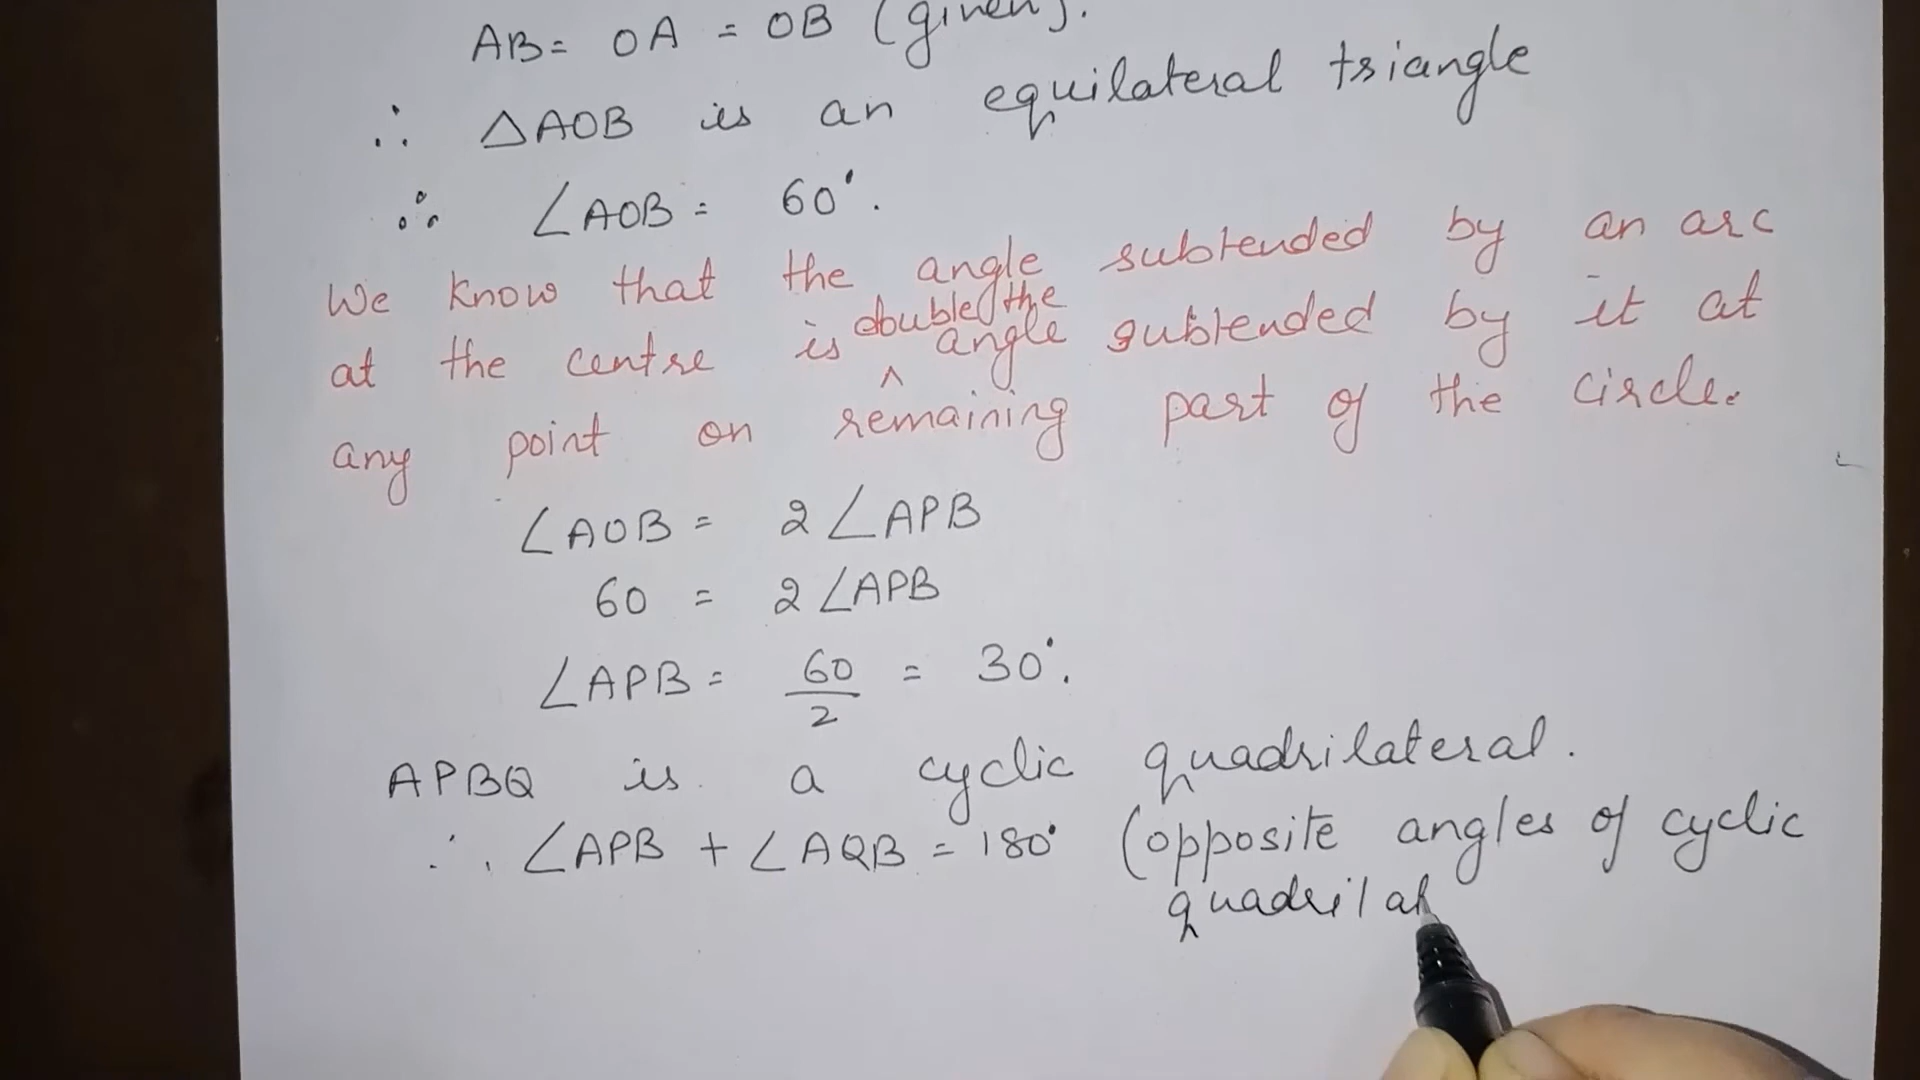 AB = OA = OB (given).
∴ △AOB is an equilateral triangle
∴ ∠AOB = 60°.
We know that the angle subtended by an arc
at the centre is double the angle subtended by it at
any point on remaining part of the circle.
∠AOB = 2∠APB
60 = 2∠APB
∠APB = 60/2 = 30°.
APBQ is a cyclic quadrilateral.
∴ ∠APB + ∠AQB = 180° (opposite angles of cyclic
quadrilat